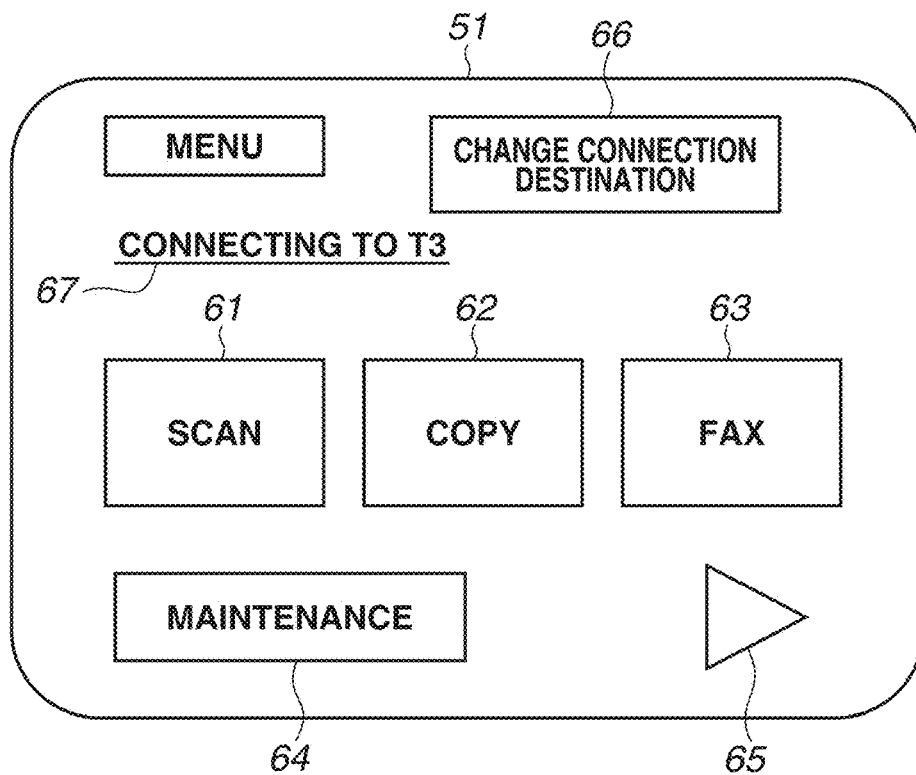 51
66
MENU
CHANGE CONNECTION
DESTINATION
CONNECTING TO T3
67
61
62
63
SCAN
COPY
FAX
MAINTENANCE
64
65